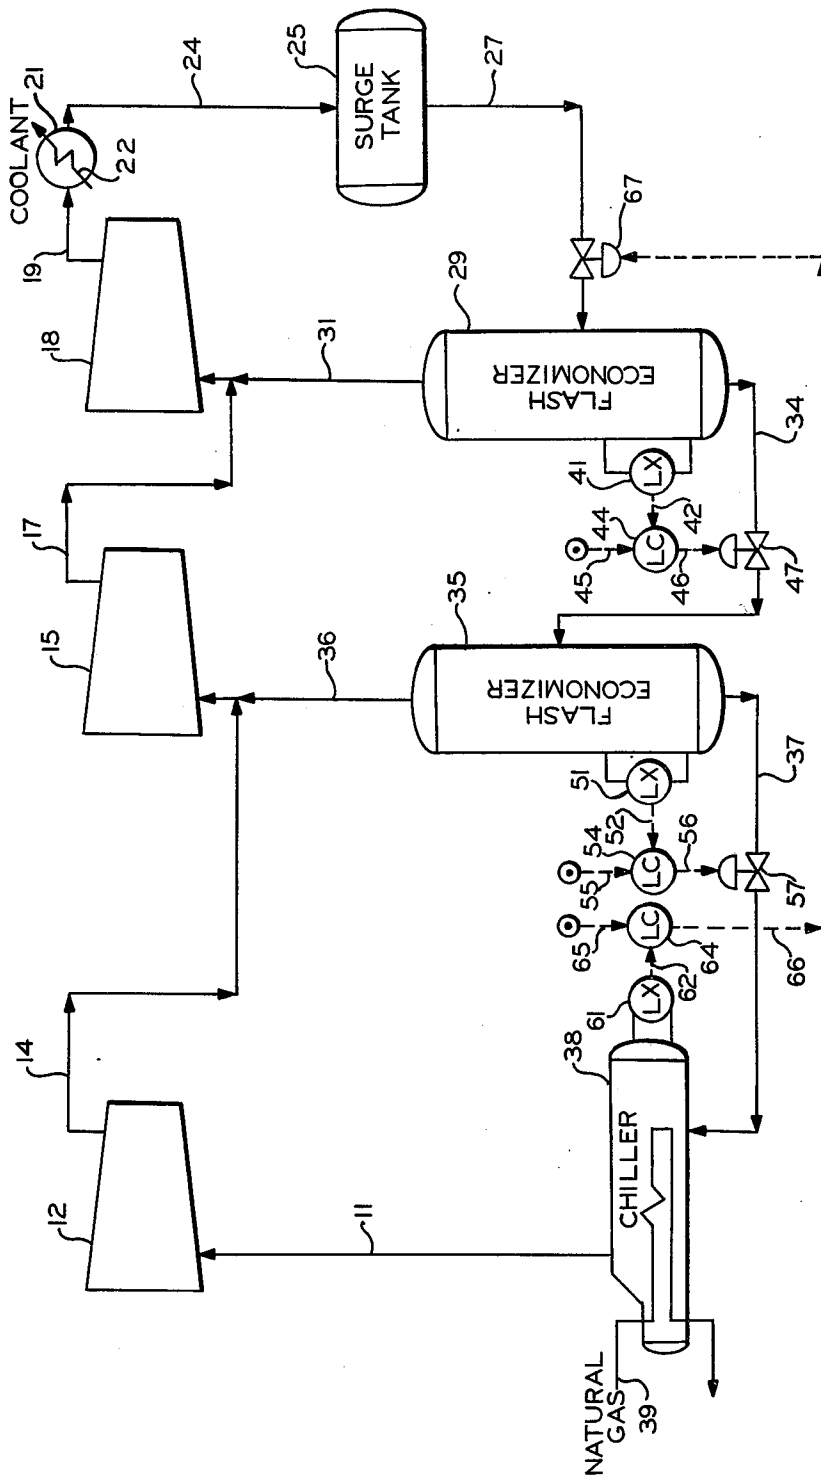 COOLANT
21
22
19
18
24
25
SURGE
TANK
27
67
17
31
29
FLASH
ECONOMIZER
41
LX
42
44
LC
45
46
34
47
15
36
35
FLASH
ECONOMIZER
51
LX
52
54
LC
55
56
37
57
14
12
11
65
LC
64
66
62
61
LX
38
CHILLER
NATURAL
GAS
39